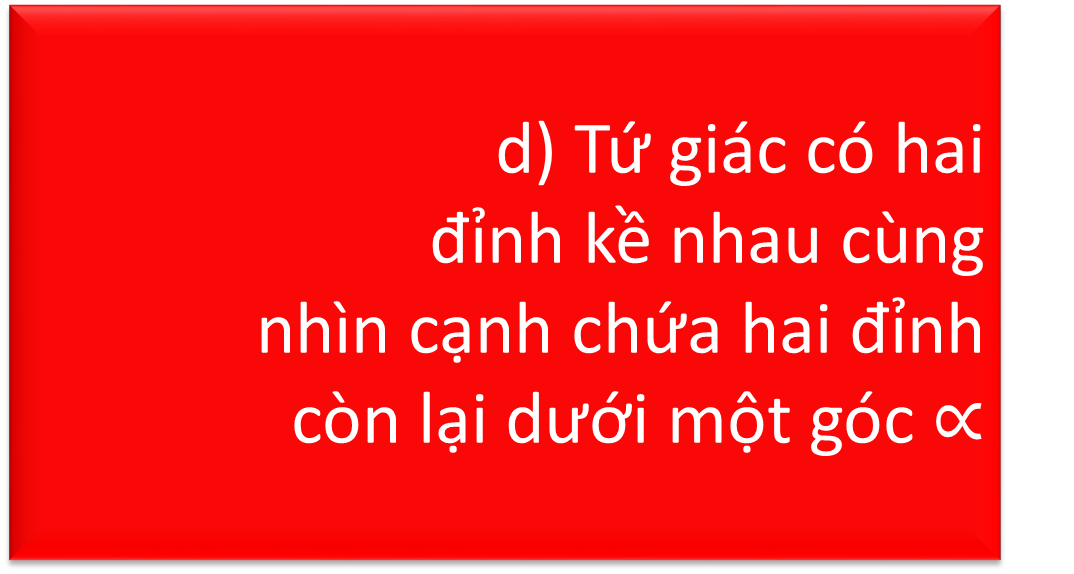 d) Tứ giác có hai
đỉnh kề nhau cùng
nhìn cạnh chứa hai đỉnh
còn lại dưới một góc ∝